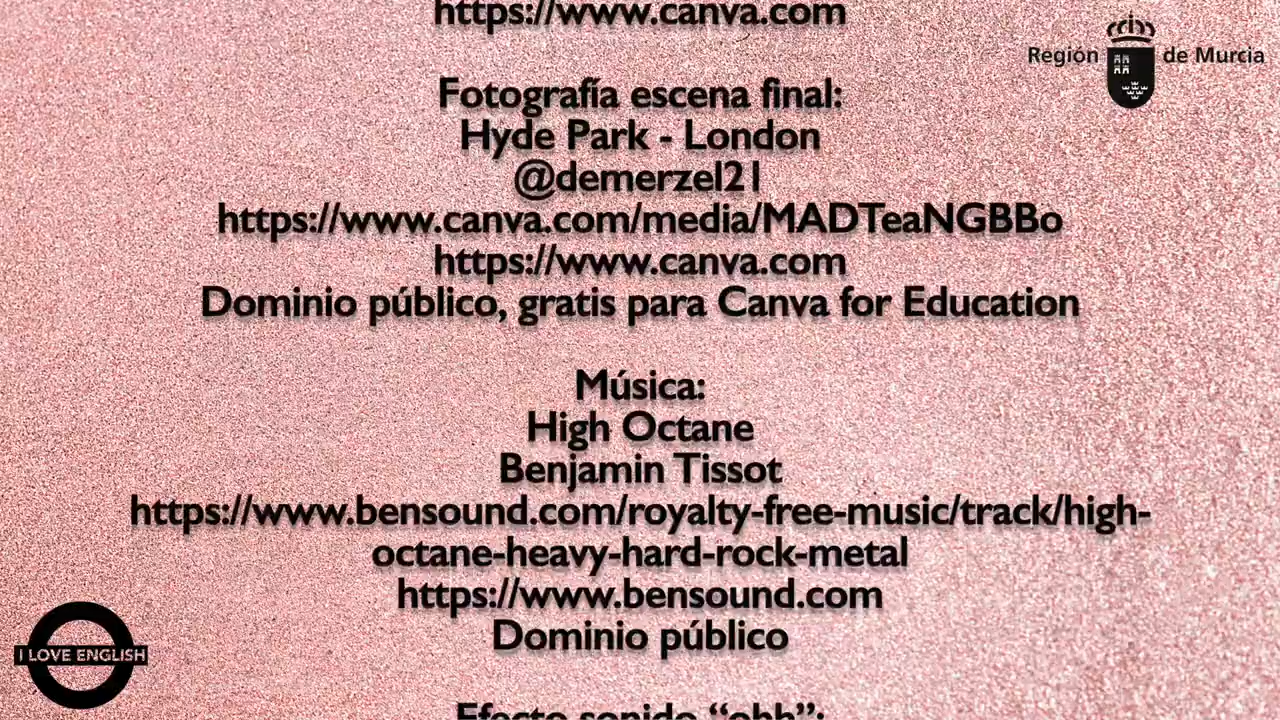 https://www.canva.com
Región de Murcia
Fotografía escena final:
Hyde Park - London
@demerzel21
https://www.canva.com/media/MADTeaNGBBo
https://www.canva.com
Dominio público, gratis para Canva for Education
Música:
High Octane
Benjamin Tissot
https://www.bensound.com/royalty-free-music/track/high-
octane-heavy-hard-rock-metal
https://www.bensound.com
Dominio público
I LOVE ENGLISH
Efecto sonido “ohh”: